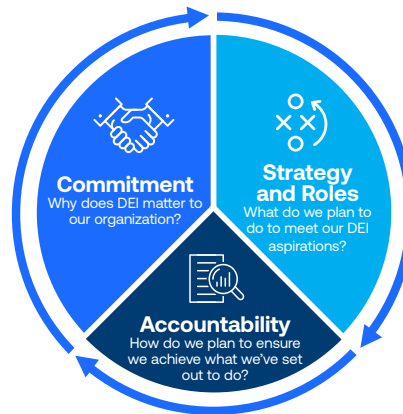 Commitment
Why does DEI matter to
our organization?
Strategy
and Roles
What do we plan to
do to meet our DEI
aspirations?
Accountability
How do we plan to ensure
we achieve what we've set
out to do?